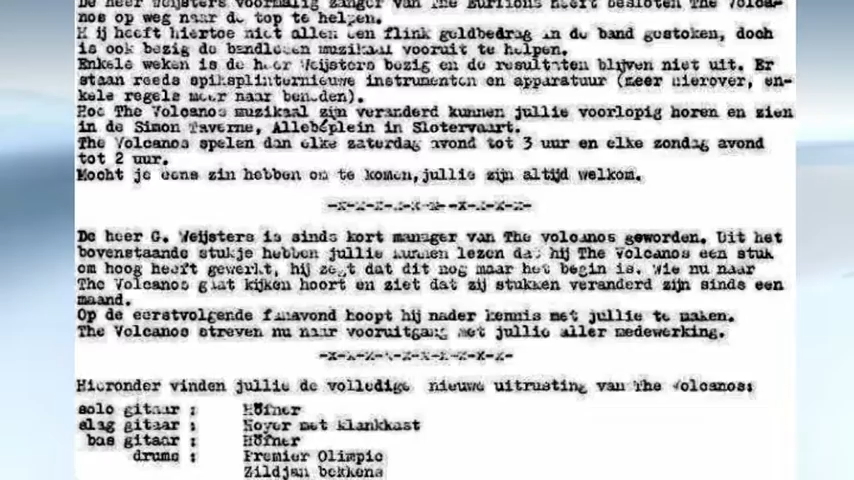 De heer Weijsters voormalig zanger van The Eurlions heeft besloten The Volca-
nos op weg naar de top te helpen.
H ij heeft hiertoe niet allen een flink geldbedrag in de band gestoken, doch
is ook bezig de bandleden muzikaal vooruit te helpen.
Enkele weken is de heer Weijsters bezig en de resultaten blijven niet uit. Er
staan reeds spiksplinternieuwe instrumenten en apparatuur (meer hierover, en-
kele regels meer naar beneden).
Hoe The Volcanos muzikaal zijn veranderd kunnen jullie voorlopig horen en zien
in de Simon Taverne, Allebéplein in Slotervaart.
The Volcanos spelen dan elke zaterdag avond tot 3 uur en elke zondag avond
tot 2 uur.
Mocht je eens zin hebben om te komen,jullie zijn altijd welkom.
-x-x-x-x-x-x-x-x-x-
De heer G. Weijsters is sinds kort manager van The volcanos geworden. Uit het
bovenstaande stukje hebben jullie kunnen lezen dat hij The Volcanos een stuk
om hoog heeft gewerkt, hij zegt dat dit nog maar het begin is. Wie nu naar
The Volcanos gaat kijken hoort en ziet dat zij stukken veranderd zijn sinds een
maand.
Op de eerstvolgende fanavond hoopt hij nader kennis met jullie te maken.
The Volcanos streven nu naar vooruitgang met jullie aller medewerking.
-x-x-x-x-x-x-x-x-x-
Hieronder vinden jullie de volledige nieuwe uitrusting van The Volcanos:
solo gitaar : Höfner
slag gitaar : Hoyer met klankkast
bas gitaar : Höfner
drums : Premier Olimpic
Zildjan bekkens